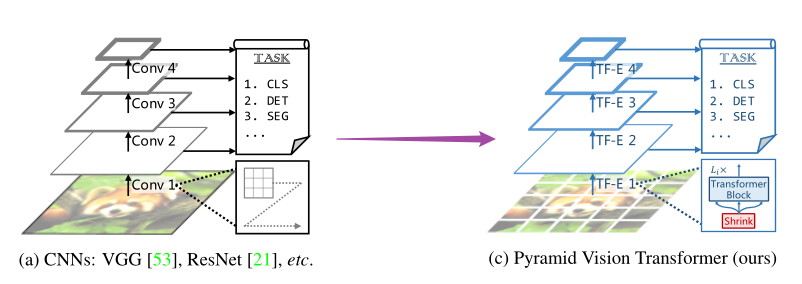 TASK
1. CLS
2. DET
3. SEG
...
Conv 4
Conv 3
Conv 2
Conv 1
(a) CNNs: VGG [53], ResNet [21], etc.
TASK
1. CLS
2. DET
3. SEG
...
TF-E 4
TF-E 3
TF-E 2
TF-E 1
Li×
Transformer
Block
Shrink
(c) Pyramid Vision Transformer (ours)